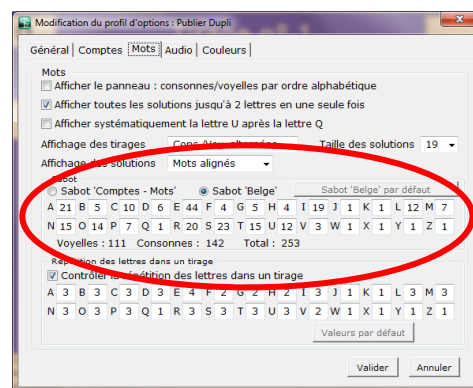 Modification du profil d'options : Publier Dupli
Général Comptes Mots Audio Couleurs
Mots
Afficher le panneau : consonnes/voyelles par ordre alphabétique
Afficher toutes les solutions jusqu'à 2 lettres en une seule fois
Afficher systématiquement la lettre U après la lettre Q
Affichage des tirages Cons./Voy. alternées Taille des solutions 19
Affichage des solutions Mots alignés
Sabot
Sabot 'Comptes - Mots' Sabot 'Belge' Sabot 'Belge' par défaut
A 21 B 5 C 10 D 6 E 44 F 4 G 5 H 4 I 19 J 1 K 1 L 12 M 7
N 15 O 14 P 7 Q 1 R 20 S 23 T 15 U 12 V 3 W 1 X 1 Y 1 Z 1
Voyelles : 111 Consonnes : 142 Total : 253
Répétition des lettres dans un tirage
Contrôler la répétition des lettres dans un tirage
A 3 B 3 C 3 D 3 E 4 F 2 G 2 H 2 I 3 J 1 K 1 L 3 M 3
N 3 O 3 P 3 Q 1 R 3 S 3 T 3 U 3 V 2 W 1 X 1 Y 1 Z 1
Valeurs par défaut
Valider Annuler